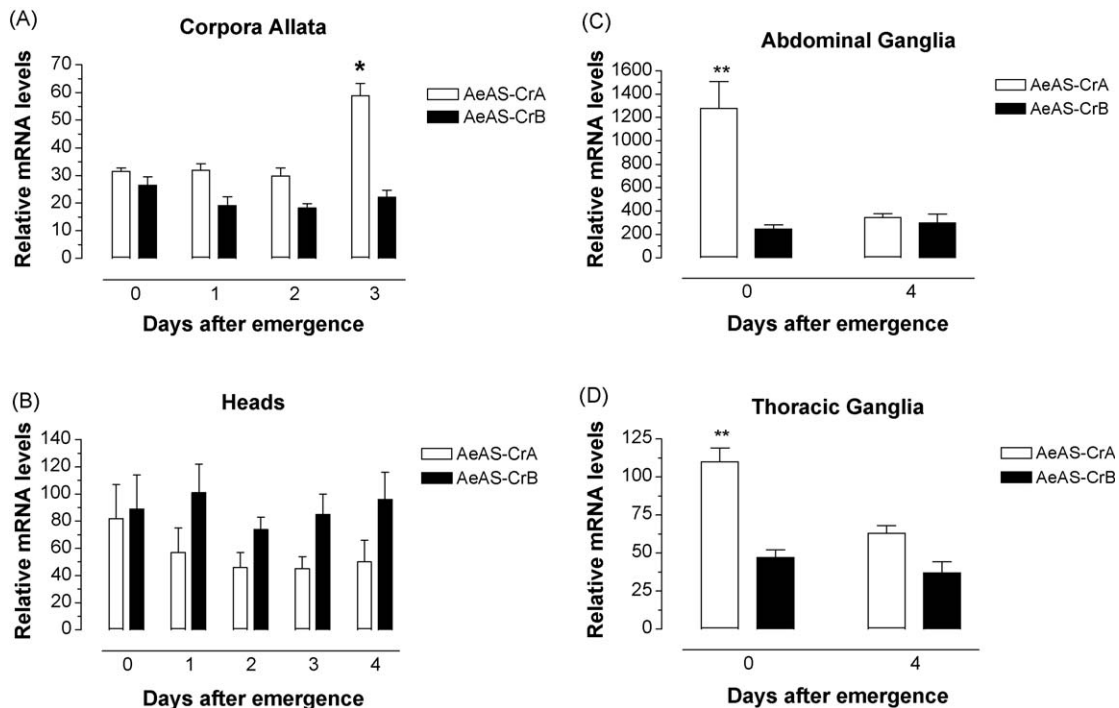 (A)
Corpora Allata
Relative mRNA levels
70
60
50
40
30
20
10
0
*
AeAS-CrA
AeAS-CrB
0 1 2 3
Days after emergence
(B)
Heads
Relative mRNA levels
140
120
100
80
60
40
20
0
AeAS-CrA
AeAS-CrB
0 1 2 3 4
Days after emergence
(C)
Abdominal Ganglia
Relative mRNA levels
1600
1400
1200
1000
800
600
400
200
0
**
AeAS-CrA
AeAS-CrB
0 4
Days after emergence
(D)
Thoracic Ganglia
Relative mRNA levels
125
100
75
50
25
0
**
AeAS-CrA
AeAS-CrB
0 4
Days after emergence